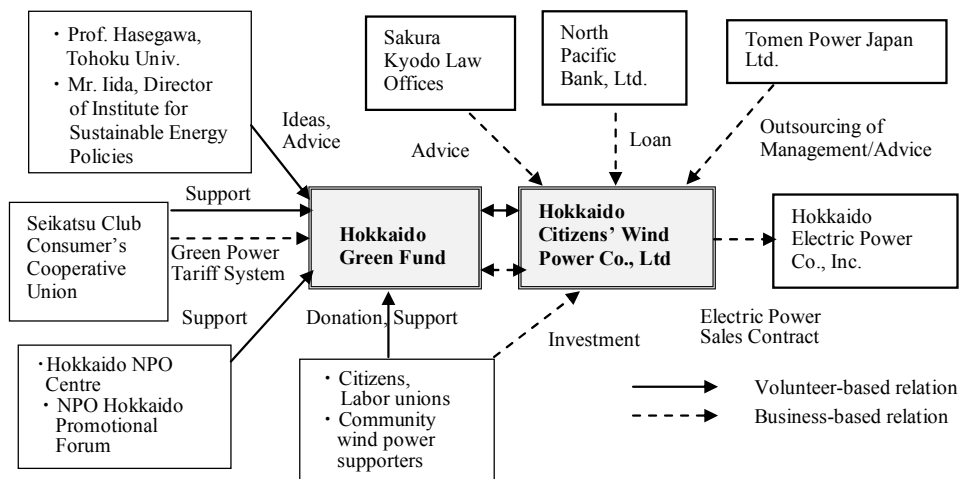 ・ Prof. Hasegawa,
Tohoku Univ.
・ Mr. Iida, Director
of Institute for
Sustainable Energy
Policies
Sakura
Kyodo Law
Offices
North
Pacific
Bank, Ltd.
Tomen Power Japan
Ltd.
Ideas,
Advice
Advice
Loan
Outsourcing of
Management/Advice
Support
Seikatsu Club
Consumer's
Cooperative
Union
Green Power
Tariff System
Hokkaido
Green Fund
Hokkaido
Citizens' Wind
Power Co., Ltd
Hokkaido
Electric Power
Co., Inc.
Support
Donation, Support
Investment
Electric Power
Sales Contract
・Hokkaido NPO
Centre
・ NPO Hokkaido
Promotional
Forum
・ Citizens,
Labor unions
・ Community
wind power
supporters
Volunteer-based relation
Business-based relation